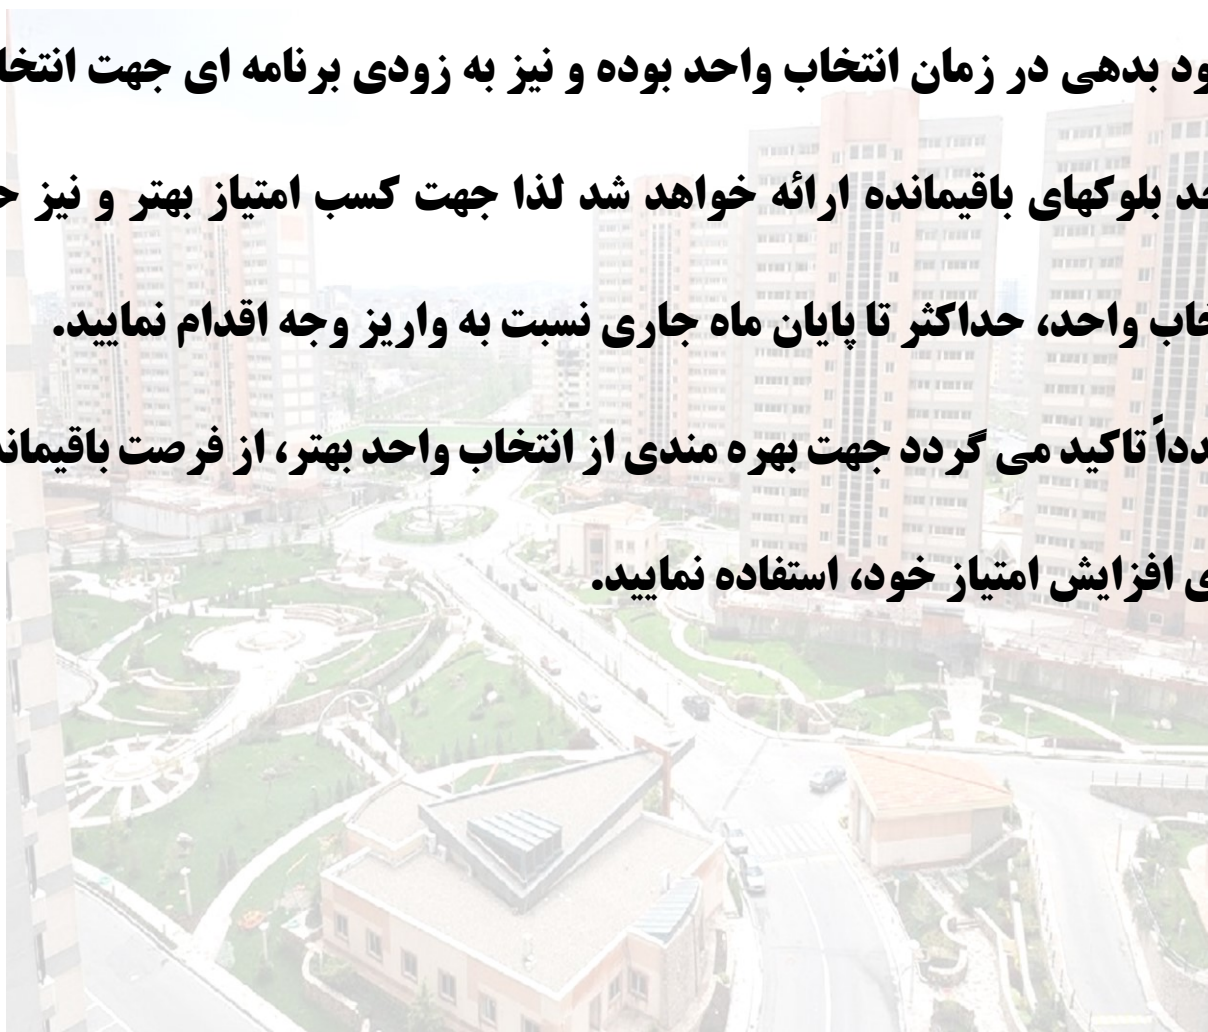 ود بدهی در زمان انتخاب واحد بوده و نیز به زودی برنامه ای جهت انتخا
حد بلوکهای باقیمانده ارائه خواهد شد لذا جهت کسب امتیاز بهتر و نیز ح
خاب واحد، حداکثر تا پایان ماه جاری نسبت به واریز وجه اقدام نمایید.
دداً تاکید می گردد جهت بهره مندی از انتخاب واحد بهتر، از فرصت باقیماند
ی افزایش امتیاز خود، استفاده نمایید.